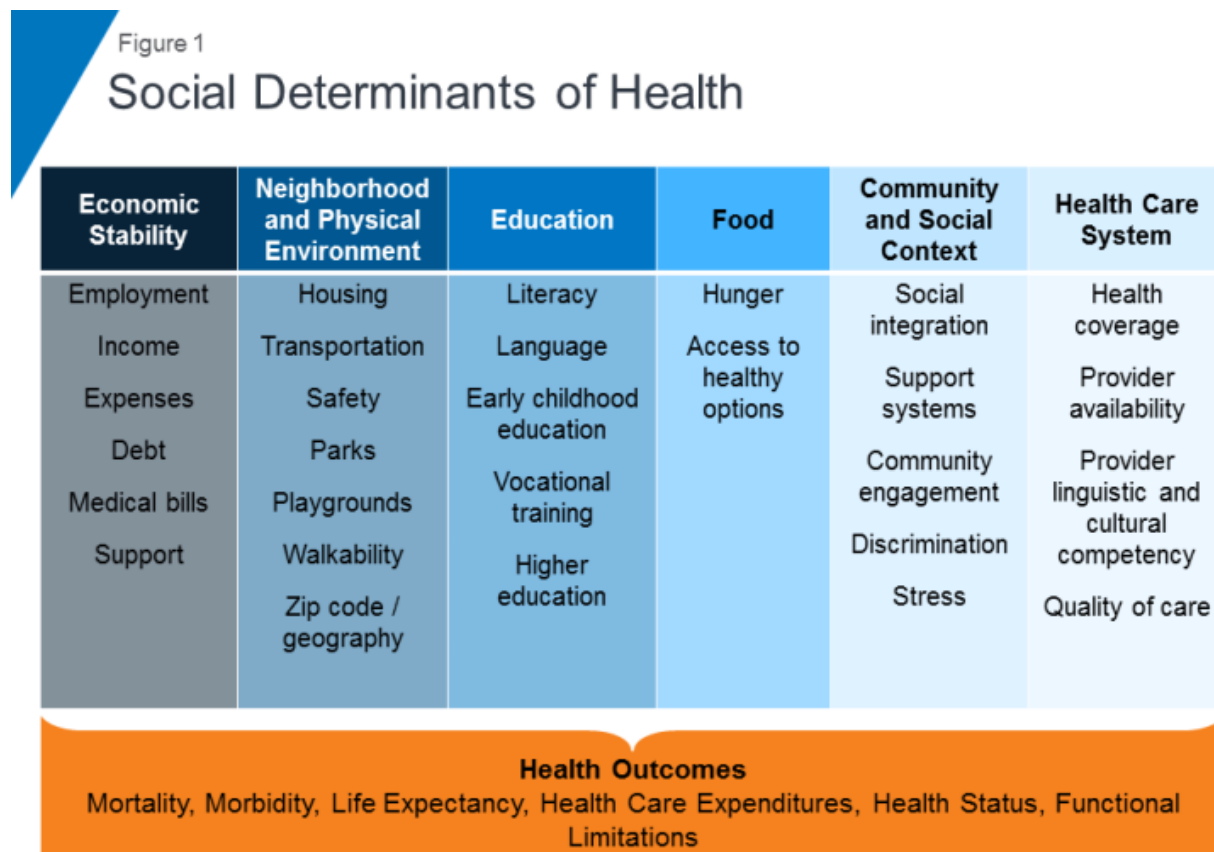 Figure 1
Social Determinants of Health
Economic
Stability
Neighborhood
and Physical
Environment
Education
Food
Community
and Social
Context
Health Care
System
Employment
Income
Expenses
Debt
Medical bills
Support
Housing
Transportation
Safety
Parks
Playgrounds
Walkability
Zip code /
geography
Literacy
Language
Early childhood
education
Vocational
training
Higher
education
Hunger
Access to
healthy
options
Social
integration
Support
systems
Community
engagement
Discrimination
Stress
Health
coverage
Provider
availability
Provider
linguistic and
cultural
competency
Quality of care
Health Outcomes
Mortality, Morbidity, Life Expectancy, Health Care Expenditures, Health Status, Functional
Limitations